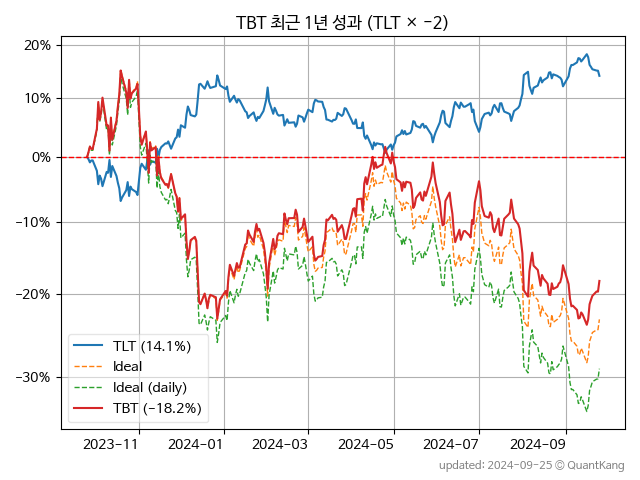 TBT 최근 1년 성과 (TLT × −2)
20%
10%
0%
−10%
−20%
−30%
TLT (14.1%)
Ideal
Ideal (daily)
TBT (−18.2%)
2023−11
2024−01
2024−03
2024−05
2024−07
2024−09
updated: 2024-09-25 © QuantKang